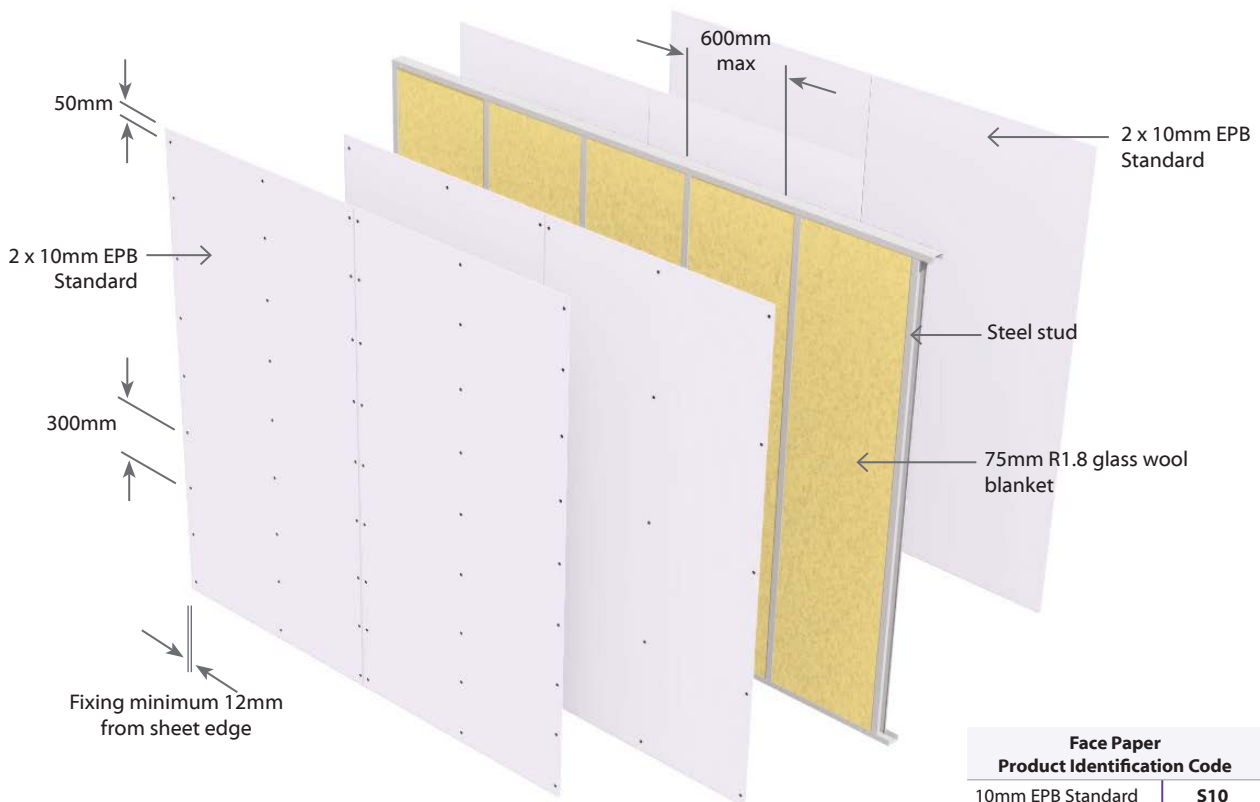 600mm
max
50mm
2 x 10mm EPB
Standard
2 x 10mm EPB
Standard
Steel stud
300mm
75mm R1.8 glass wool
blanket
Fixing minimum 12mm
from sheet edge
Face Paper
Product Identification Code
10mm EPB Standard S10